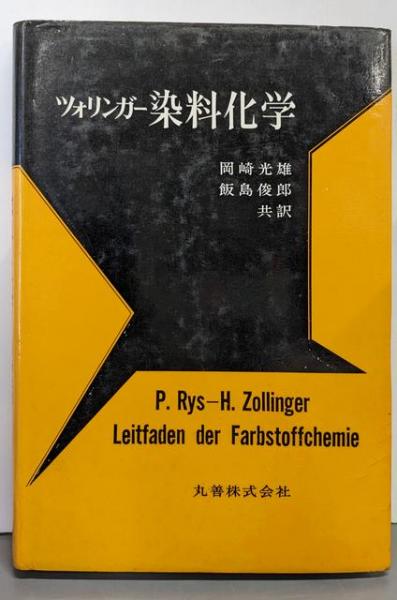 ツォリンガー染料化学
岡崎光雄
飯島俊郎
共訳
P. Rys–H. Zollinger
Leitfaden der Farbstoffchemie
丸善株式会社